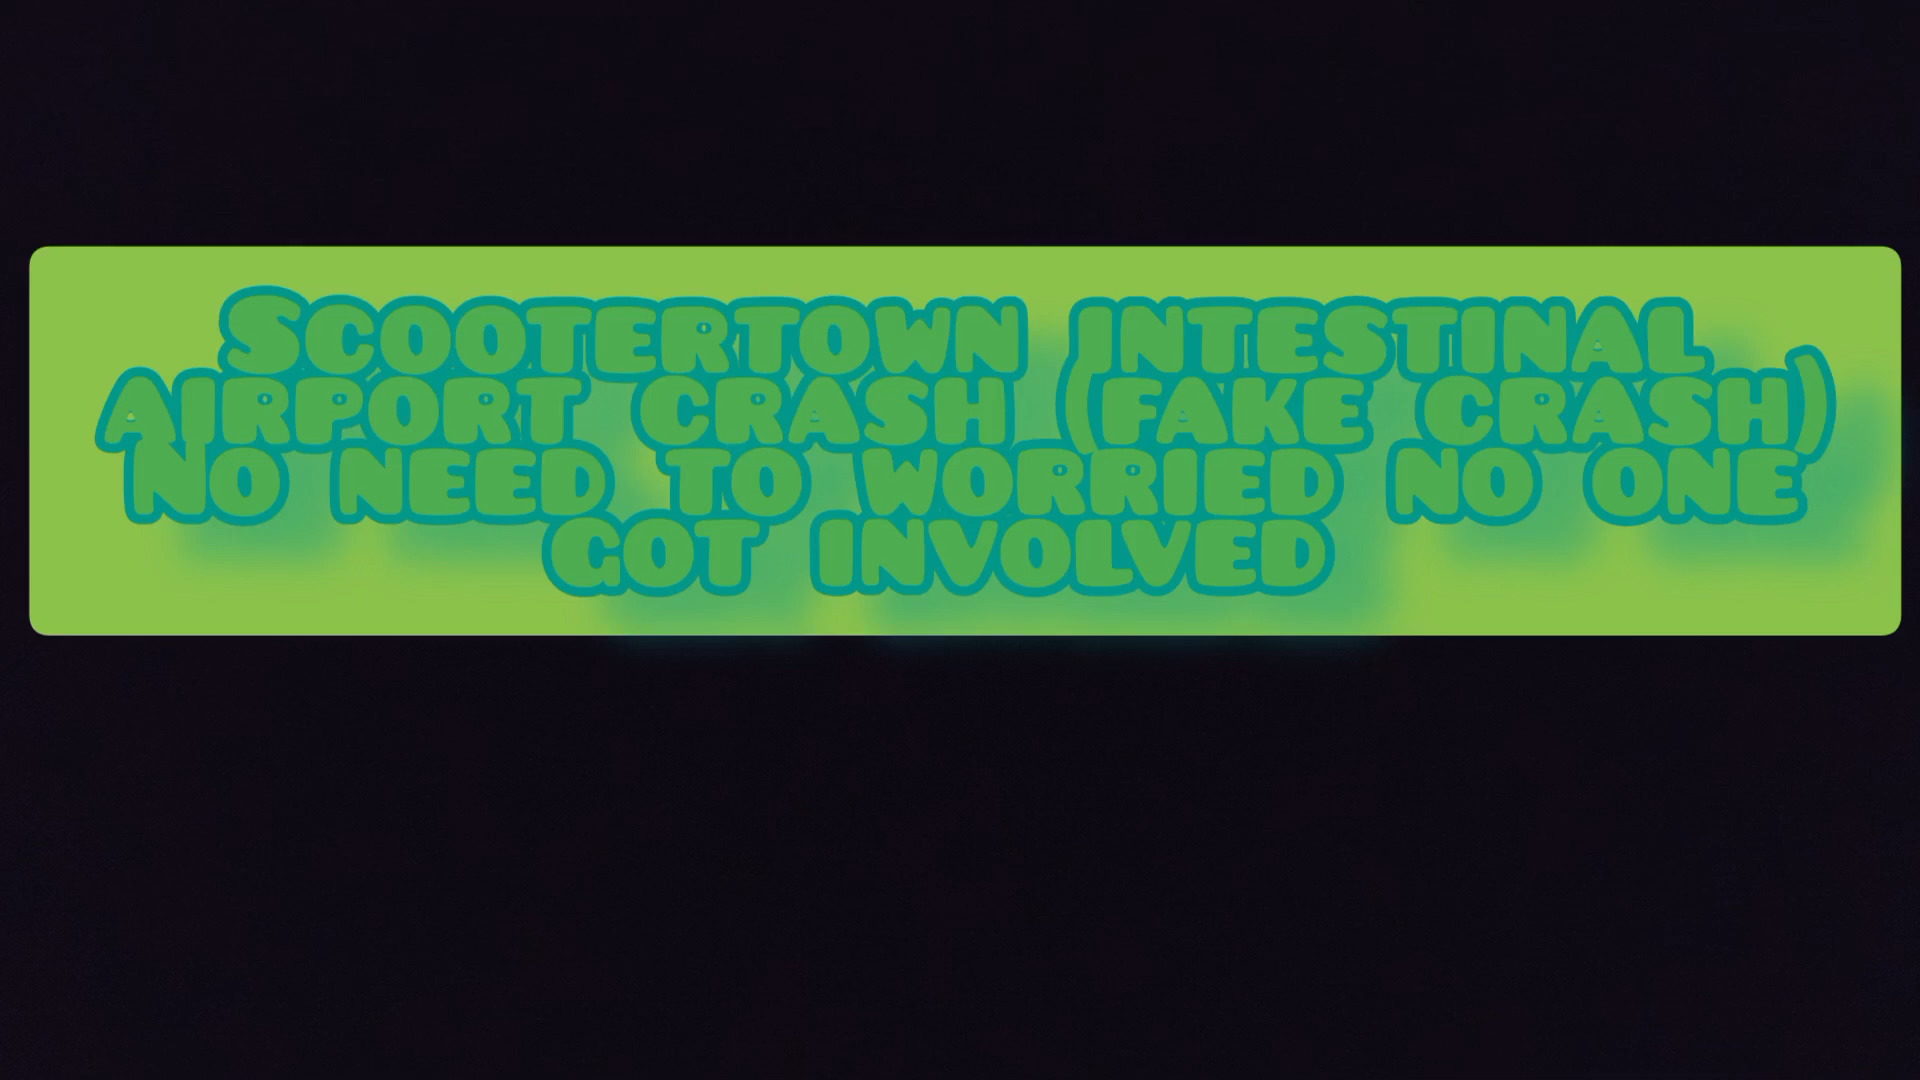 Scootertown Intestinal
Airport crash (fake crash)
No need to worried no one
got involved